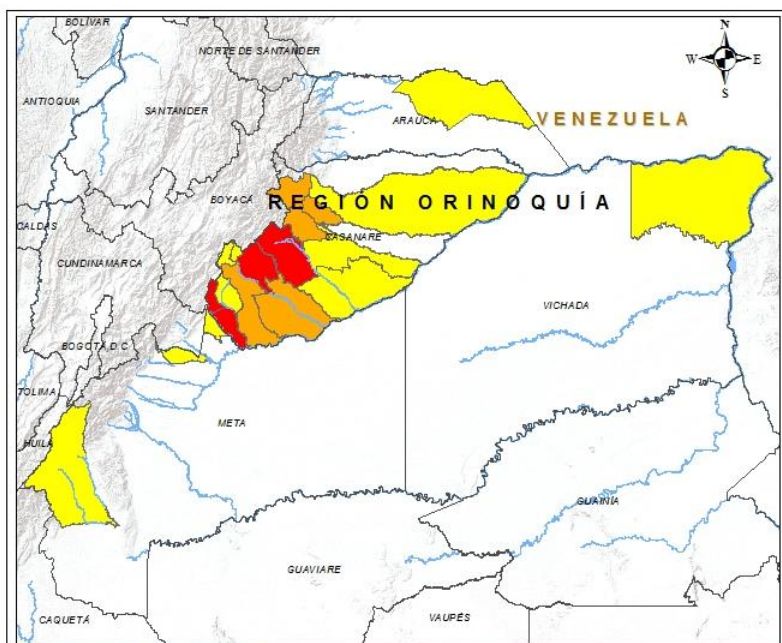 BOLÍVAR
N
NORTE DE SANTANDER
W
E
S
ANTIOQUIA
SANTANDER
ARAUCA
VENEZUELA
BOYACÁ
REGIÓN ORINOQUÍA
CALDAS
CASANARE
CUNDINAMARCA
VICHADA
BOGOTÁ D.C
TOLIMA
META
HUILA
GUAINÍA
GUAVIARE
CAQUETÁ
VAUPÉS